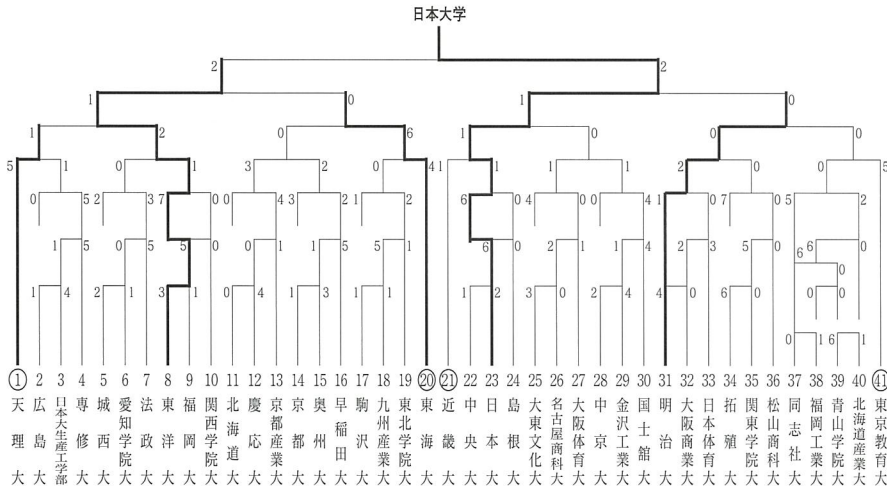 日本大学
2 2
1 0 1 0
1 2 0 6 1 0 0 0
5 1 0 1 3 2 0 4 1 1 1 0 2 0 5
0 5 2 3 7 0 0 4 3 2 1 2 6 0 4 0 0 4 1 0 7 0 5 2
1 5 0 5 5 0 0 1 1 5 5 1 6 0 2 1 1 4 2 3 5 0 6 6 0
0 0
1 4 2 1 3 1 0 4 1 3 1 1 1 2 3 0 2 4 4 0 6 0 0 0
0 1 6 1
① 2 3 4 5 6 7 8 9 10 11 12 13 14 15 16 17 18 19 ⑳ ㉑ 22 23 24 25 26 27 28 29 30 31 32 33 34 35 36 37 38 39 40 ㊶
天理大
広島大
日本大生産工学部
専修大
城西大
愛知学院大
法政大
東洋大
福岡大
関西学院大
北海道大
慶応大
京都産業大
京都大
奥州大
早稲田大
駒沢大
九州産業大
東北学院大
東海大
近畿大
中央大
日本大
島根大
大東文化大
名古屋商科大
大阪体育大
中京大
金沢工業大
国士舘大
明治大
大阪商業大
日本体育大
拓殖大
関東学院大
松山商科大
同志社大
福岡工業大
青山学院大
北海道産業大
東京教育大